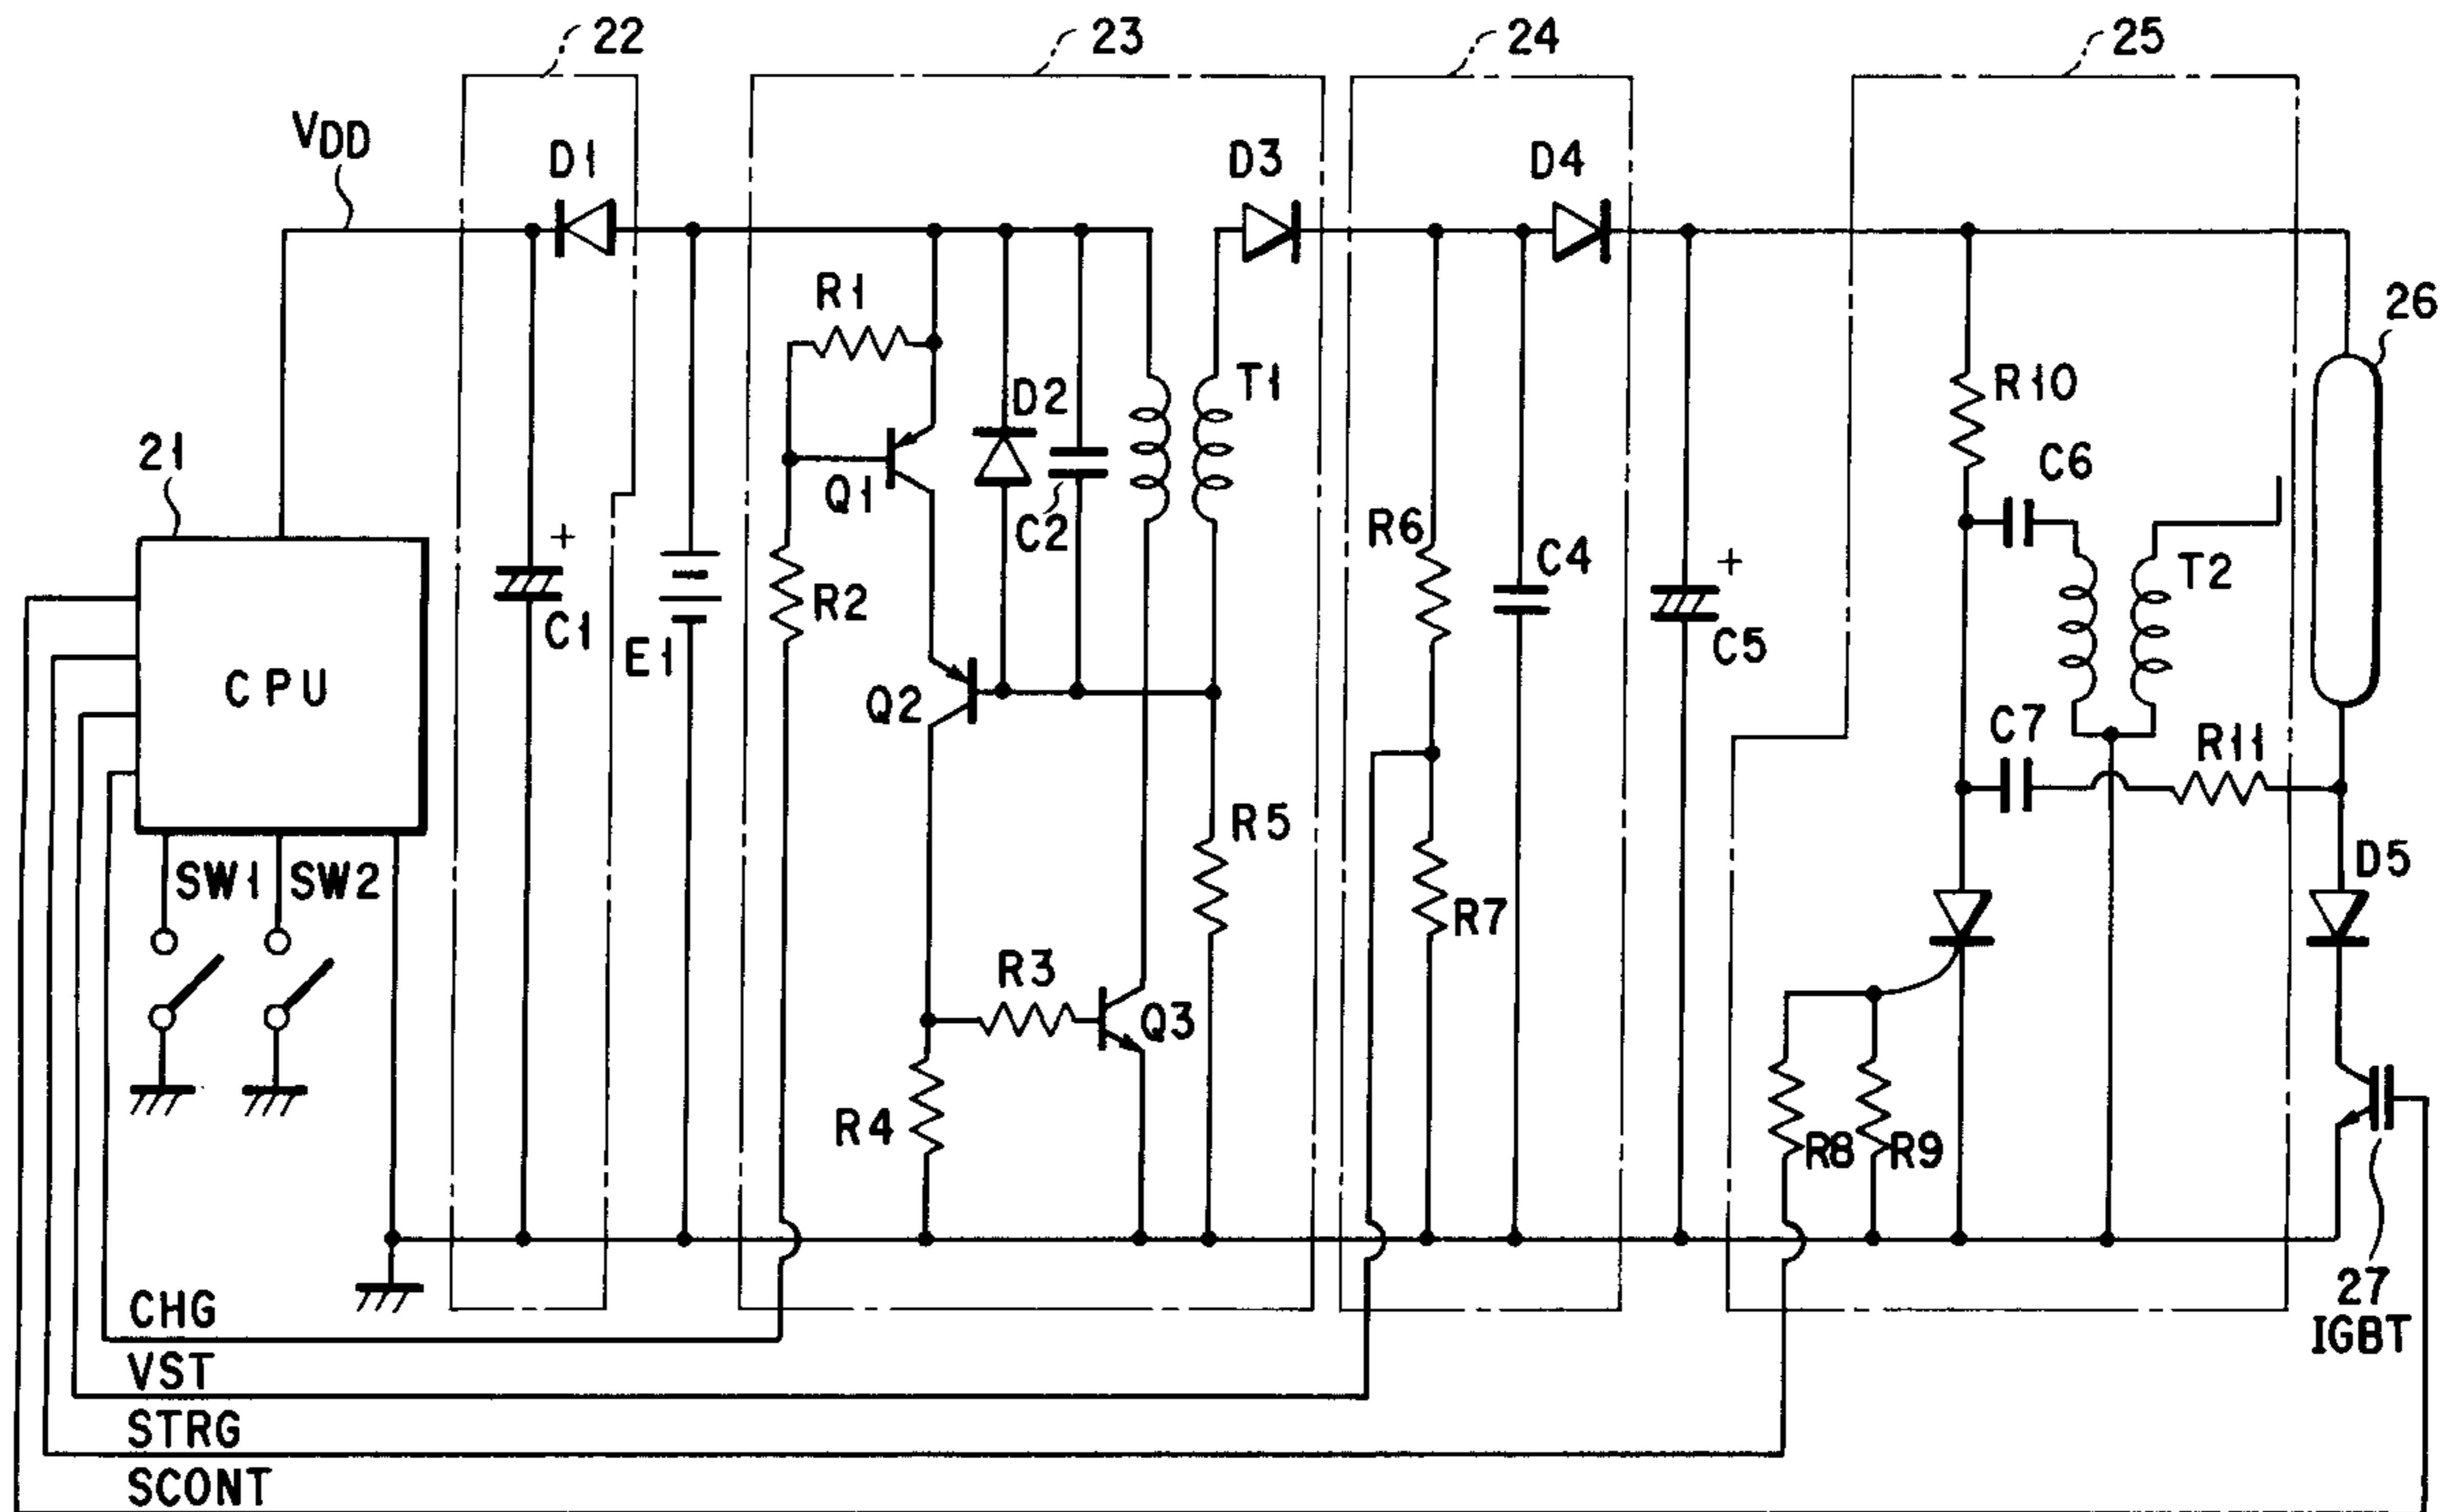 22
23
24
25
VDD
D1
D3
D4
R1
26
D2
T1
R10
21
Q1
C2
C6
R6
C4
T2
R2
C1
E1
C5
CPU
Q2
C7
R11
R5
D5
SW1
SW2
R7
R3
Q3
R4
R8
R9
27
IGBT
CHG
VST
STRG
SCONT
+
+